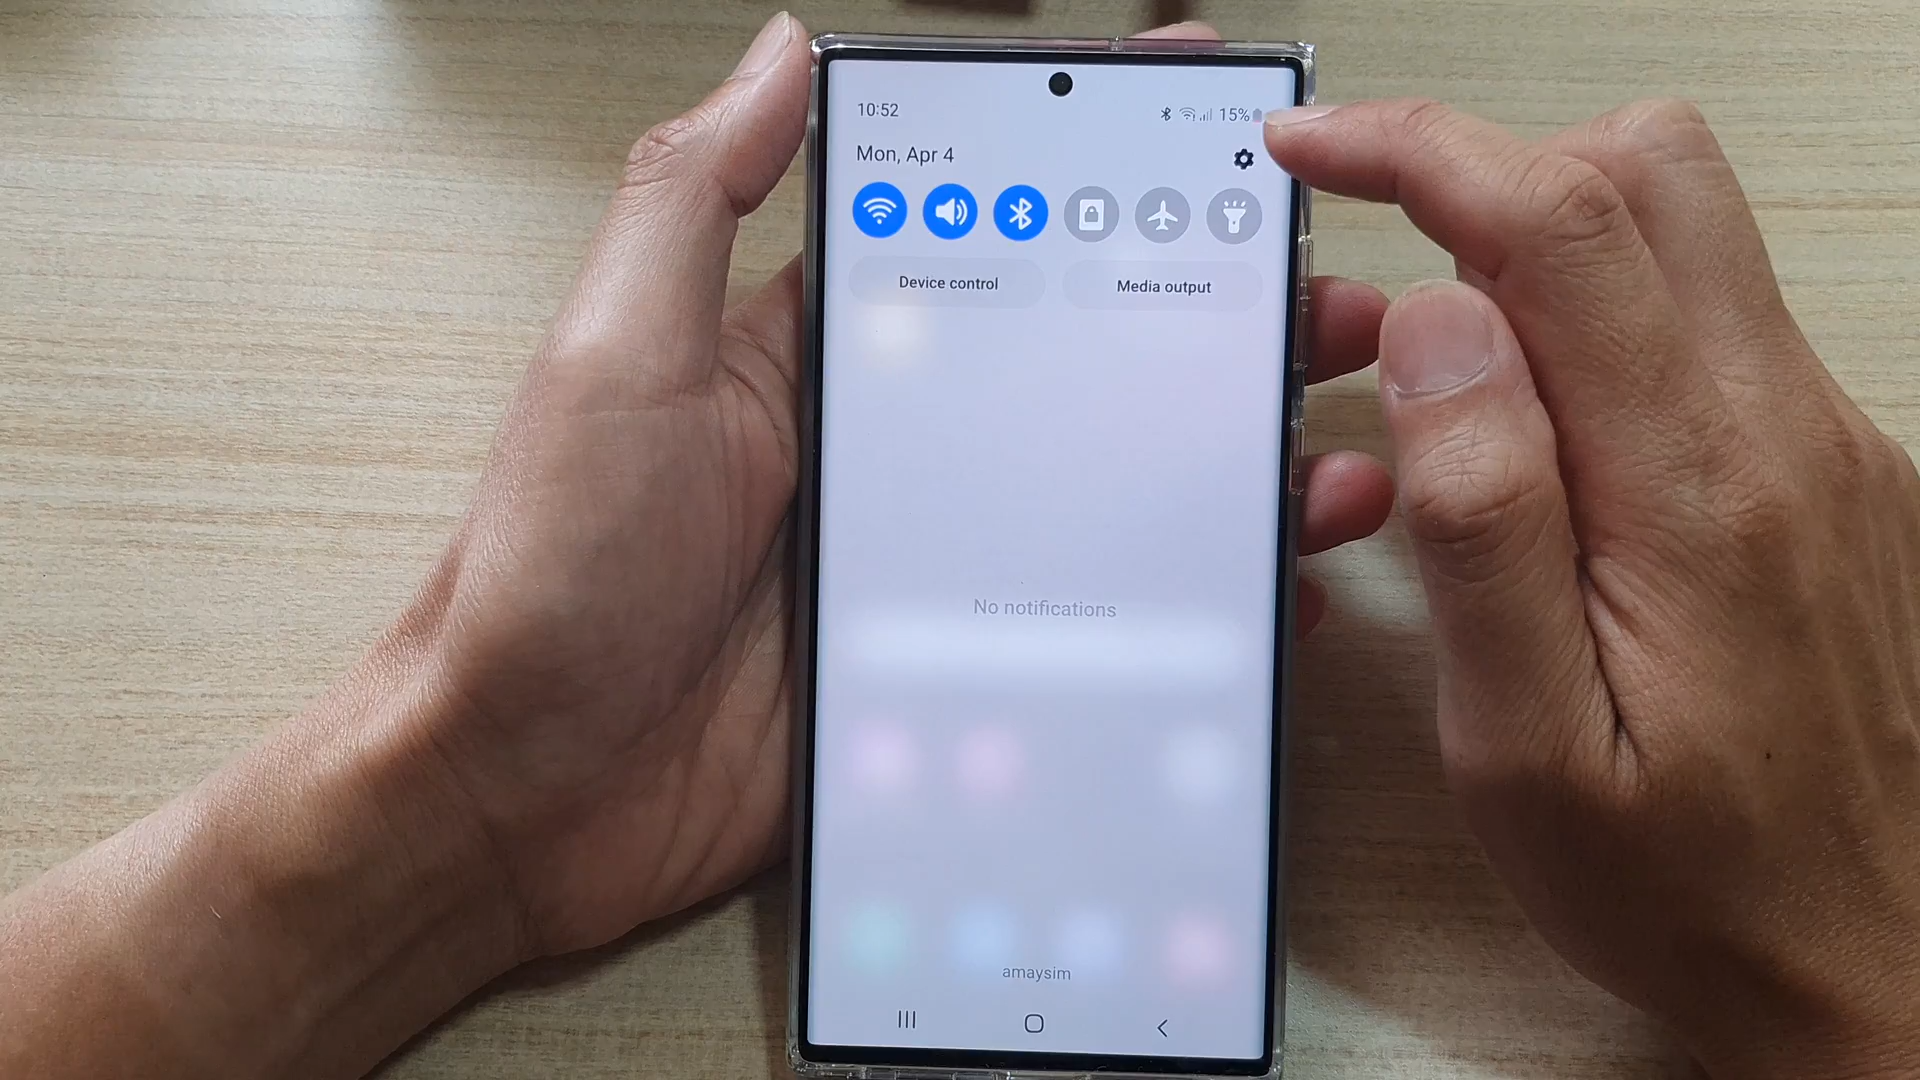 10:52 15%
Mon, Apr 4
Device control Media output
No notifications
amaysim